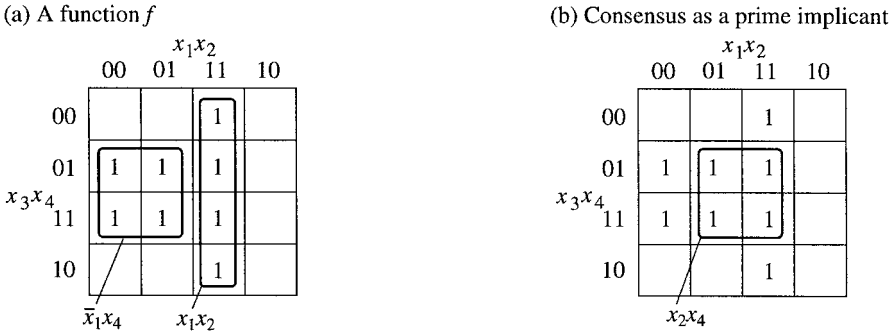 (a) A function f
x₁x₂
00 01 11 10
00 1
01 1 1 1
x₃x₄
11 1 1 1
10 1
x̄₁x₄ x₁x₂
(b) Consensus as a prime implicant
x₁x₂
00 01 11 10
00 1
01 1 1 1
x₃x₄
11 1 1 1
10 1
x₂x₄